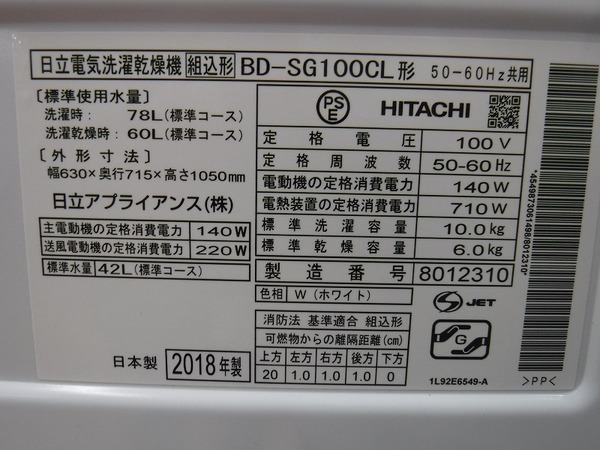 日立電気洗濯乾燥機 組込形 BD-SG100CL形 50-60Hz共用
〔標準使用水量〕
洗濯時： 78L(標準コース)
洗濯乾燥時： 60L(標準コース)
〔外形寸法〕
幅630×奥行715×高さ1050mm
日立アプライアンス(株)
主電動機の定格消費電力 140W
送風電動機の定格消費電力 220W
標準水量 42L(標準コース)
日本製 2018年製
PSE HITACHI
定格電圧 100V
定格周波数 50-60Hz
電動機の定格消費電力 140W
電熱装置の定格消費電力 710W
標準洗濯容量 10.0kg
標準乾燥容量 6.0kg
製造番号 8012310
色相 W(ホワイト)
消防法 基準適合 組込形
可燃物からの離隔距離(cm)
上方 左方 右方 後方 下方
20 1.0 1.0 1.0 0
S JET
G
1L92E6549-A
>PP<
*4549873061498/8012310*